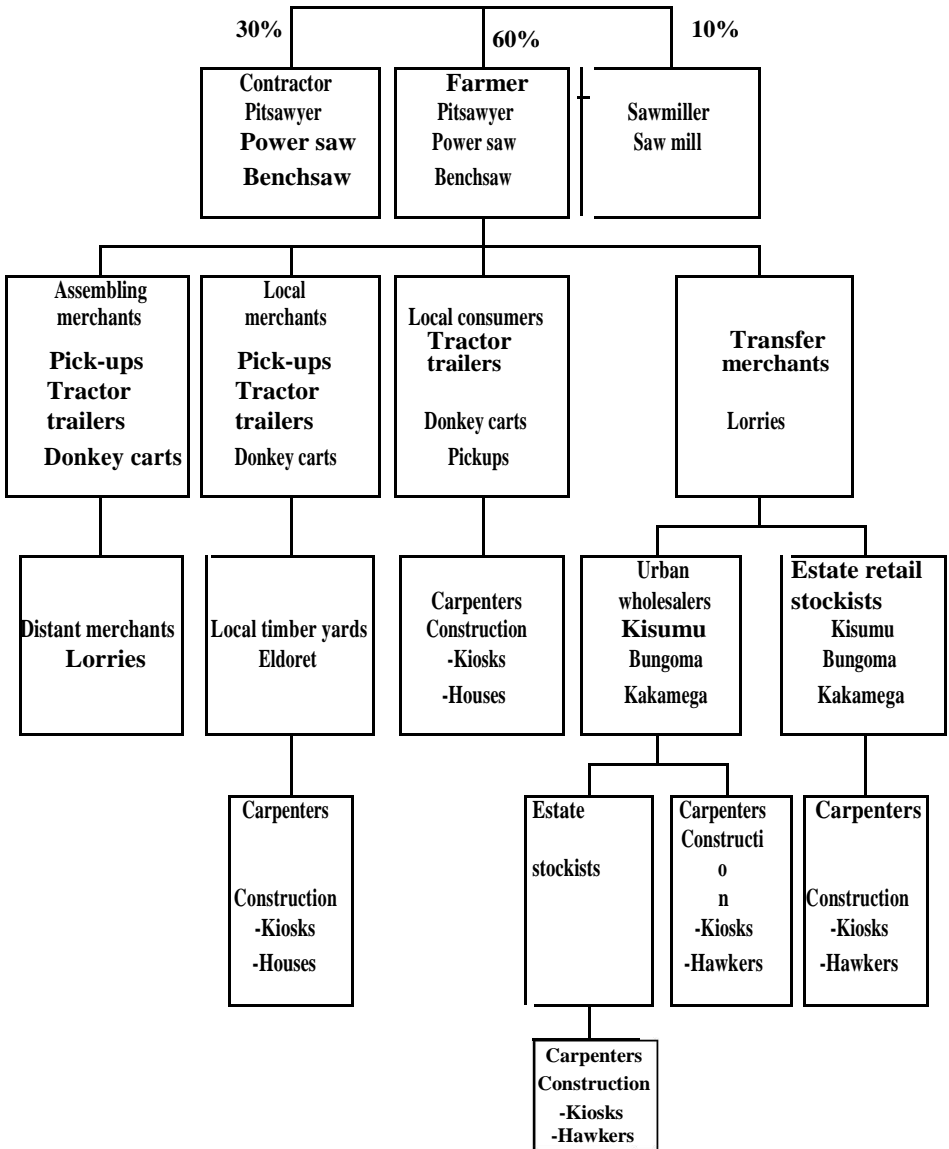 30%
60%
10%
Contractor
Pitsawyer
Power saw
Benchsaw
Farmer
Pitsawyer
Power saw
Benchsaw
Sawmiller
Saw mill
Assembling
merchants
Pick-ups
Tractor
trailers
Donkey carts
Local
merchants
Pick-ups
Tractor
trailers
Donkey carts
Local consumers
Tractor
trailers
Donkey carts
Pickups
Transfer
merchants
Lorries
Distant merchants
Lorries
Local timber yards
Eldoret
Carpenters
Construction
-Kiosks
-Houses
Urban
wholesalers
Kisumu
Bungoma
Kakamega
Estate retail
stockists
Kisumu
Bungoma
Kakamega
Carpenters
Construction
-Kiosks
-Houses
Estate
stockists
Carpenters
Constructi
o
n
-Kiosks
-Hawkers
Carpenters
Construction
-Kiosks
-Hawkers
Carpenters
Construction
-Kiosks
-Hawkers